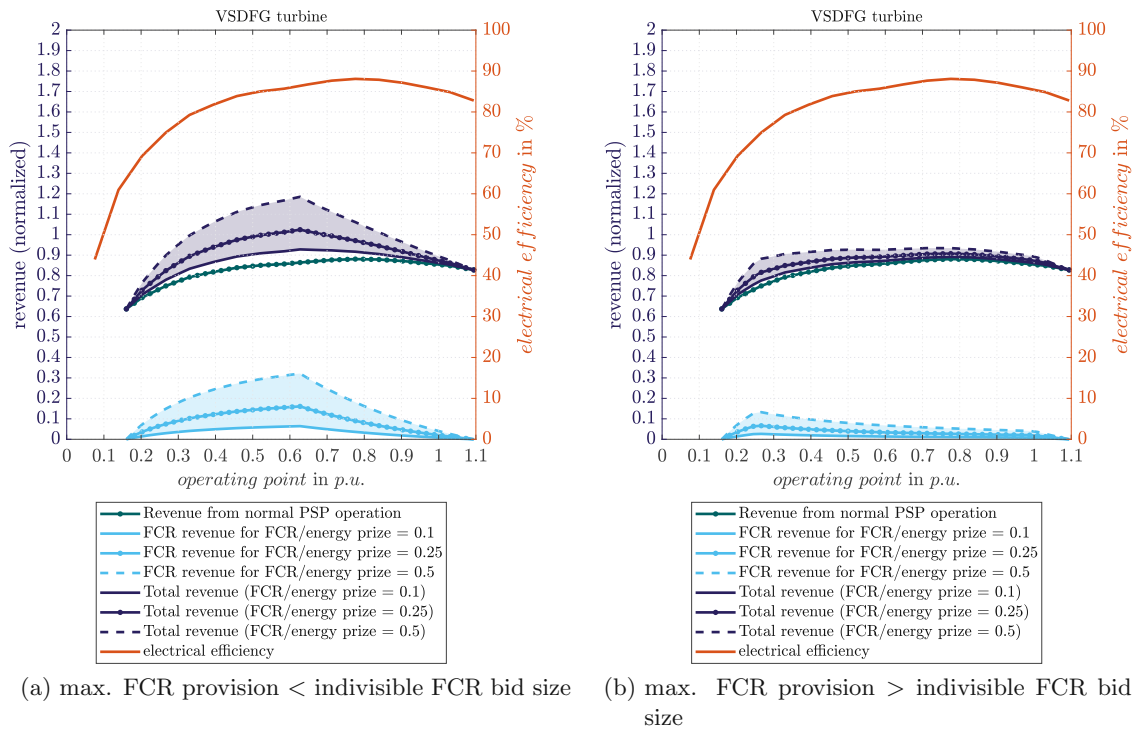 VSDFG turbine
2
1.9
1.8
1.7
1.6
1.5
1.4
1.3
1.2
1.1
1
0.9
0.8
0.7
0.6
0.5
0.4
0.3
0.2
0.1
0
revenue (normalized)
100
90
80
70
60
50
40
30
20
10
0
electrical efficiency in %
0 0.1 0.2 0.3 0.4 0.5 0.6 0.7 0.8 0.9 1 1.1
operating point in p.u.
Revenue from normal PSP operation
FCR revenue for FCR/energy prize = 0.1
FCR revenue for FCR/energy prize = 0.25
FCR revenue for FCR/energy prize = 0.5
Total revenue (FCR/energy prize = 0.1)
Total revenue (FCR/energy prize = 0.25)
Total revenue (FCR/energy prize = 0.5)
electrical efficiency
(a) max. FCR provision < indivisible FCR bid size
VSDFG turbine
2
1.9
1.8
1.7
1.6
1.5
1.4
1.3
1.2
1.1
1
0.9
0.8
0.7
0.6
0.5
0.4
0.3
0.2
0.1
0
revenue (normalized)
100
90
80
70
60
50
40
30
20
10
0
electrical efficiency in %
0 0.1 0.2 0.3 0.4 0.5 0.6 0.7 0.8 0.9 1 1.1
operating point in p.u.
Revenue from normal PSP operation
FCR revenue for FCR/energy prize = 0.1
FCR revenue for FCR/energy prize = 0.25
FCR revenue for FCR/energy prize = 0.5
Total revenue (FCR/energy prize = 0.1)
Total revenue (FCR/energy prize = 0.25)
Total revenue (FCR/energy prize = 0.5)
electrical efficiency
(b) max. FCR provision > indivisible FCR bid
size